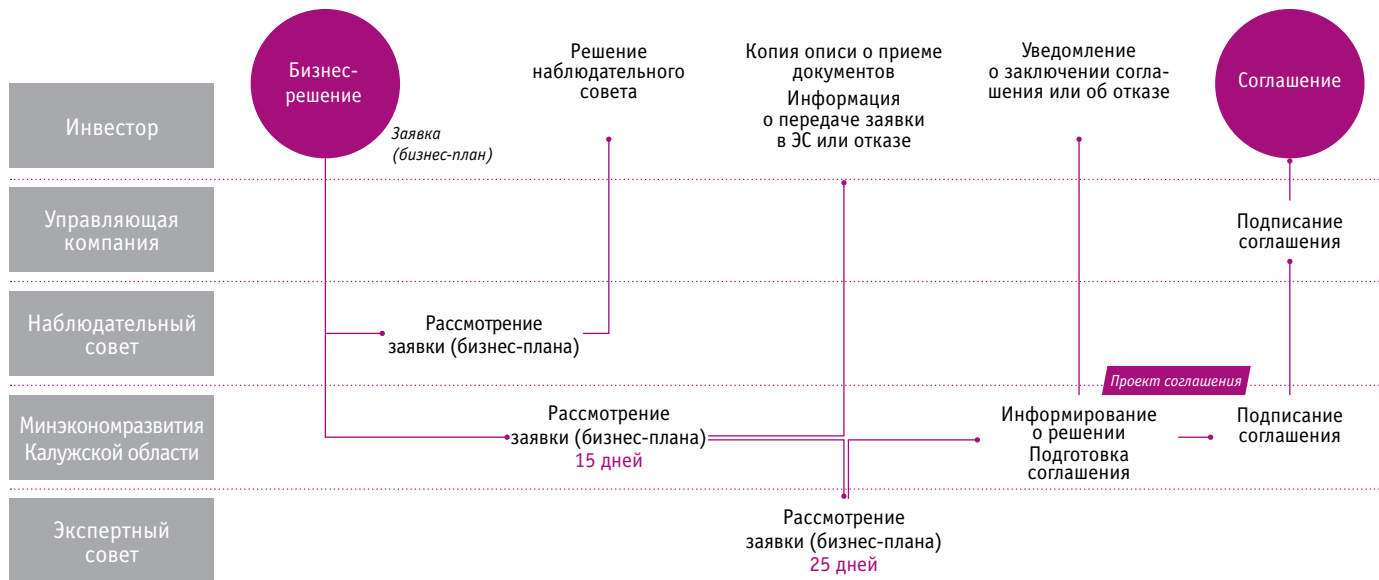 Бизнес-
решение
Заявка
(бизнес-план)
Решение
наблюдательного
совета
Копия описи о приеме
документов
Информация
о передаче заявки
в ЭС или отказе
Уведомление
о заключении согла-
шения или об отказе
Соглашение
Инвестор
Управляющая
компания
Подписание
соглашения
Наблюдательный
совет
Рассмотрение
заявки (бизнес-плана)
Проект соглашения
Минэкономразвития
Калужской области
Рассмотрение
заявки (бизнес-плана)
15 дней
Информирование
о решении
Подготовка
соглашения
Подписание
соглашения
Экспертный
совет
Рассмотрение
заявки (бизнес-плана)
25 дней